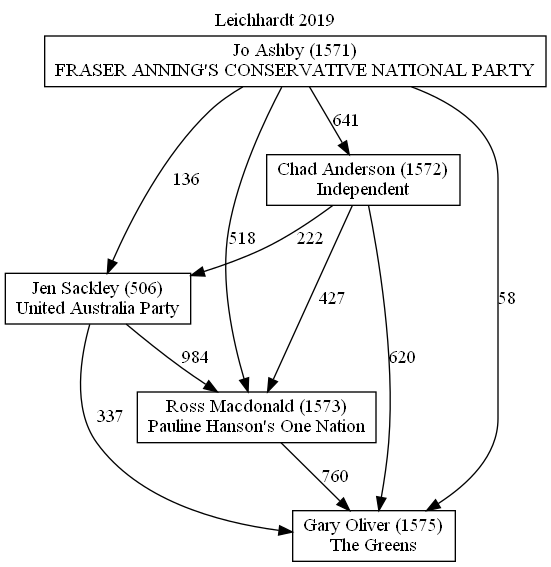 Leichhardt 2019
Jo Ashby (1571)
FRASER ANNING'S CONSERVATIVE NATIONAL PARTY
641
Chad Anderson (1572)
Independent
136
518
222
58
Jen Sackley (506)
United Australia Party
427
984
620
337
Ross Macdonald (1573)
Pauline Hanson's One Nation
760
Gary Oliver (1575)
The Greens